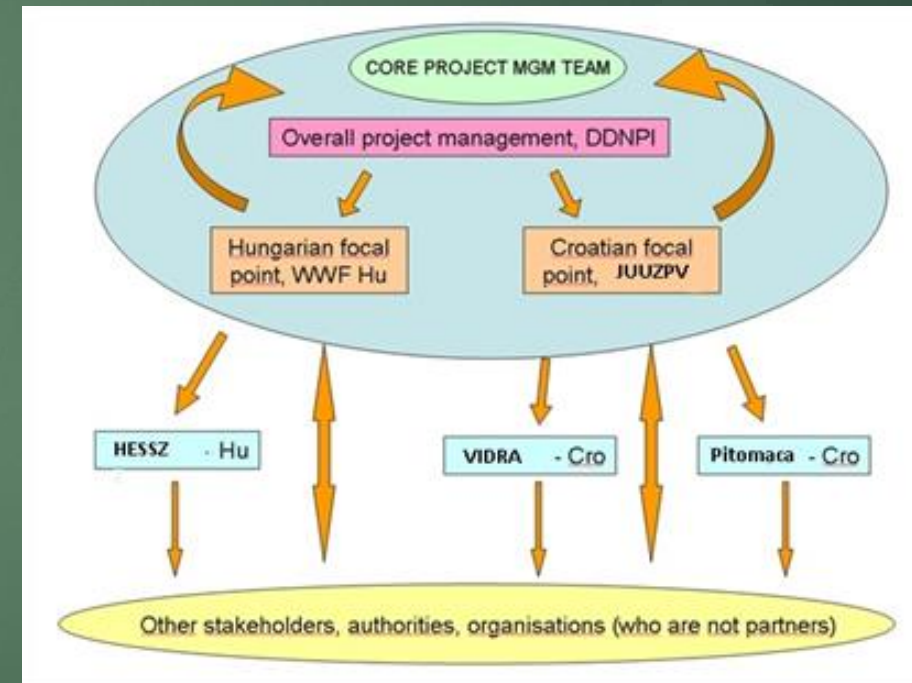 CORE PROJECT MGM TEAM
Overall project management, DDNPI
Hungarian focal
point, WWF Hu
Croatian focal
point, JUUZPV
HESSZ - Hu
VIDRA - Cro
Pitomaca - Cro
Other stakeholders, authorities, organisations (who are not partners)